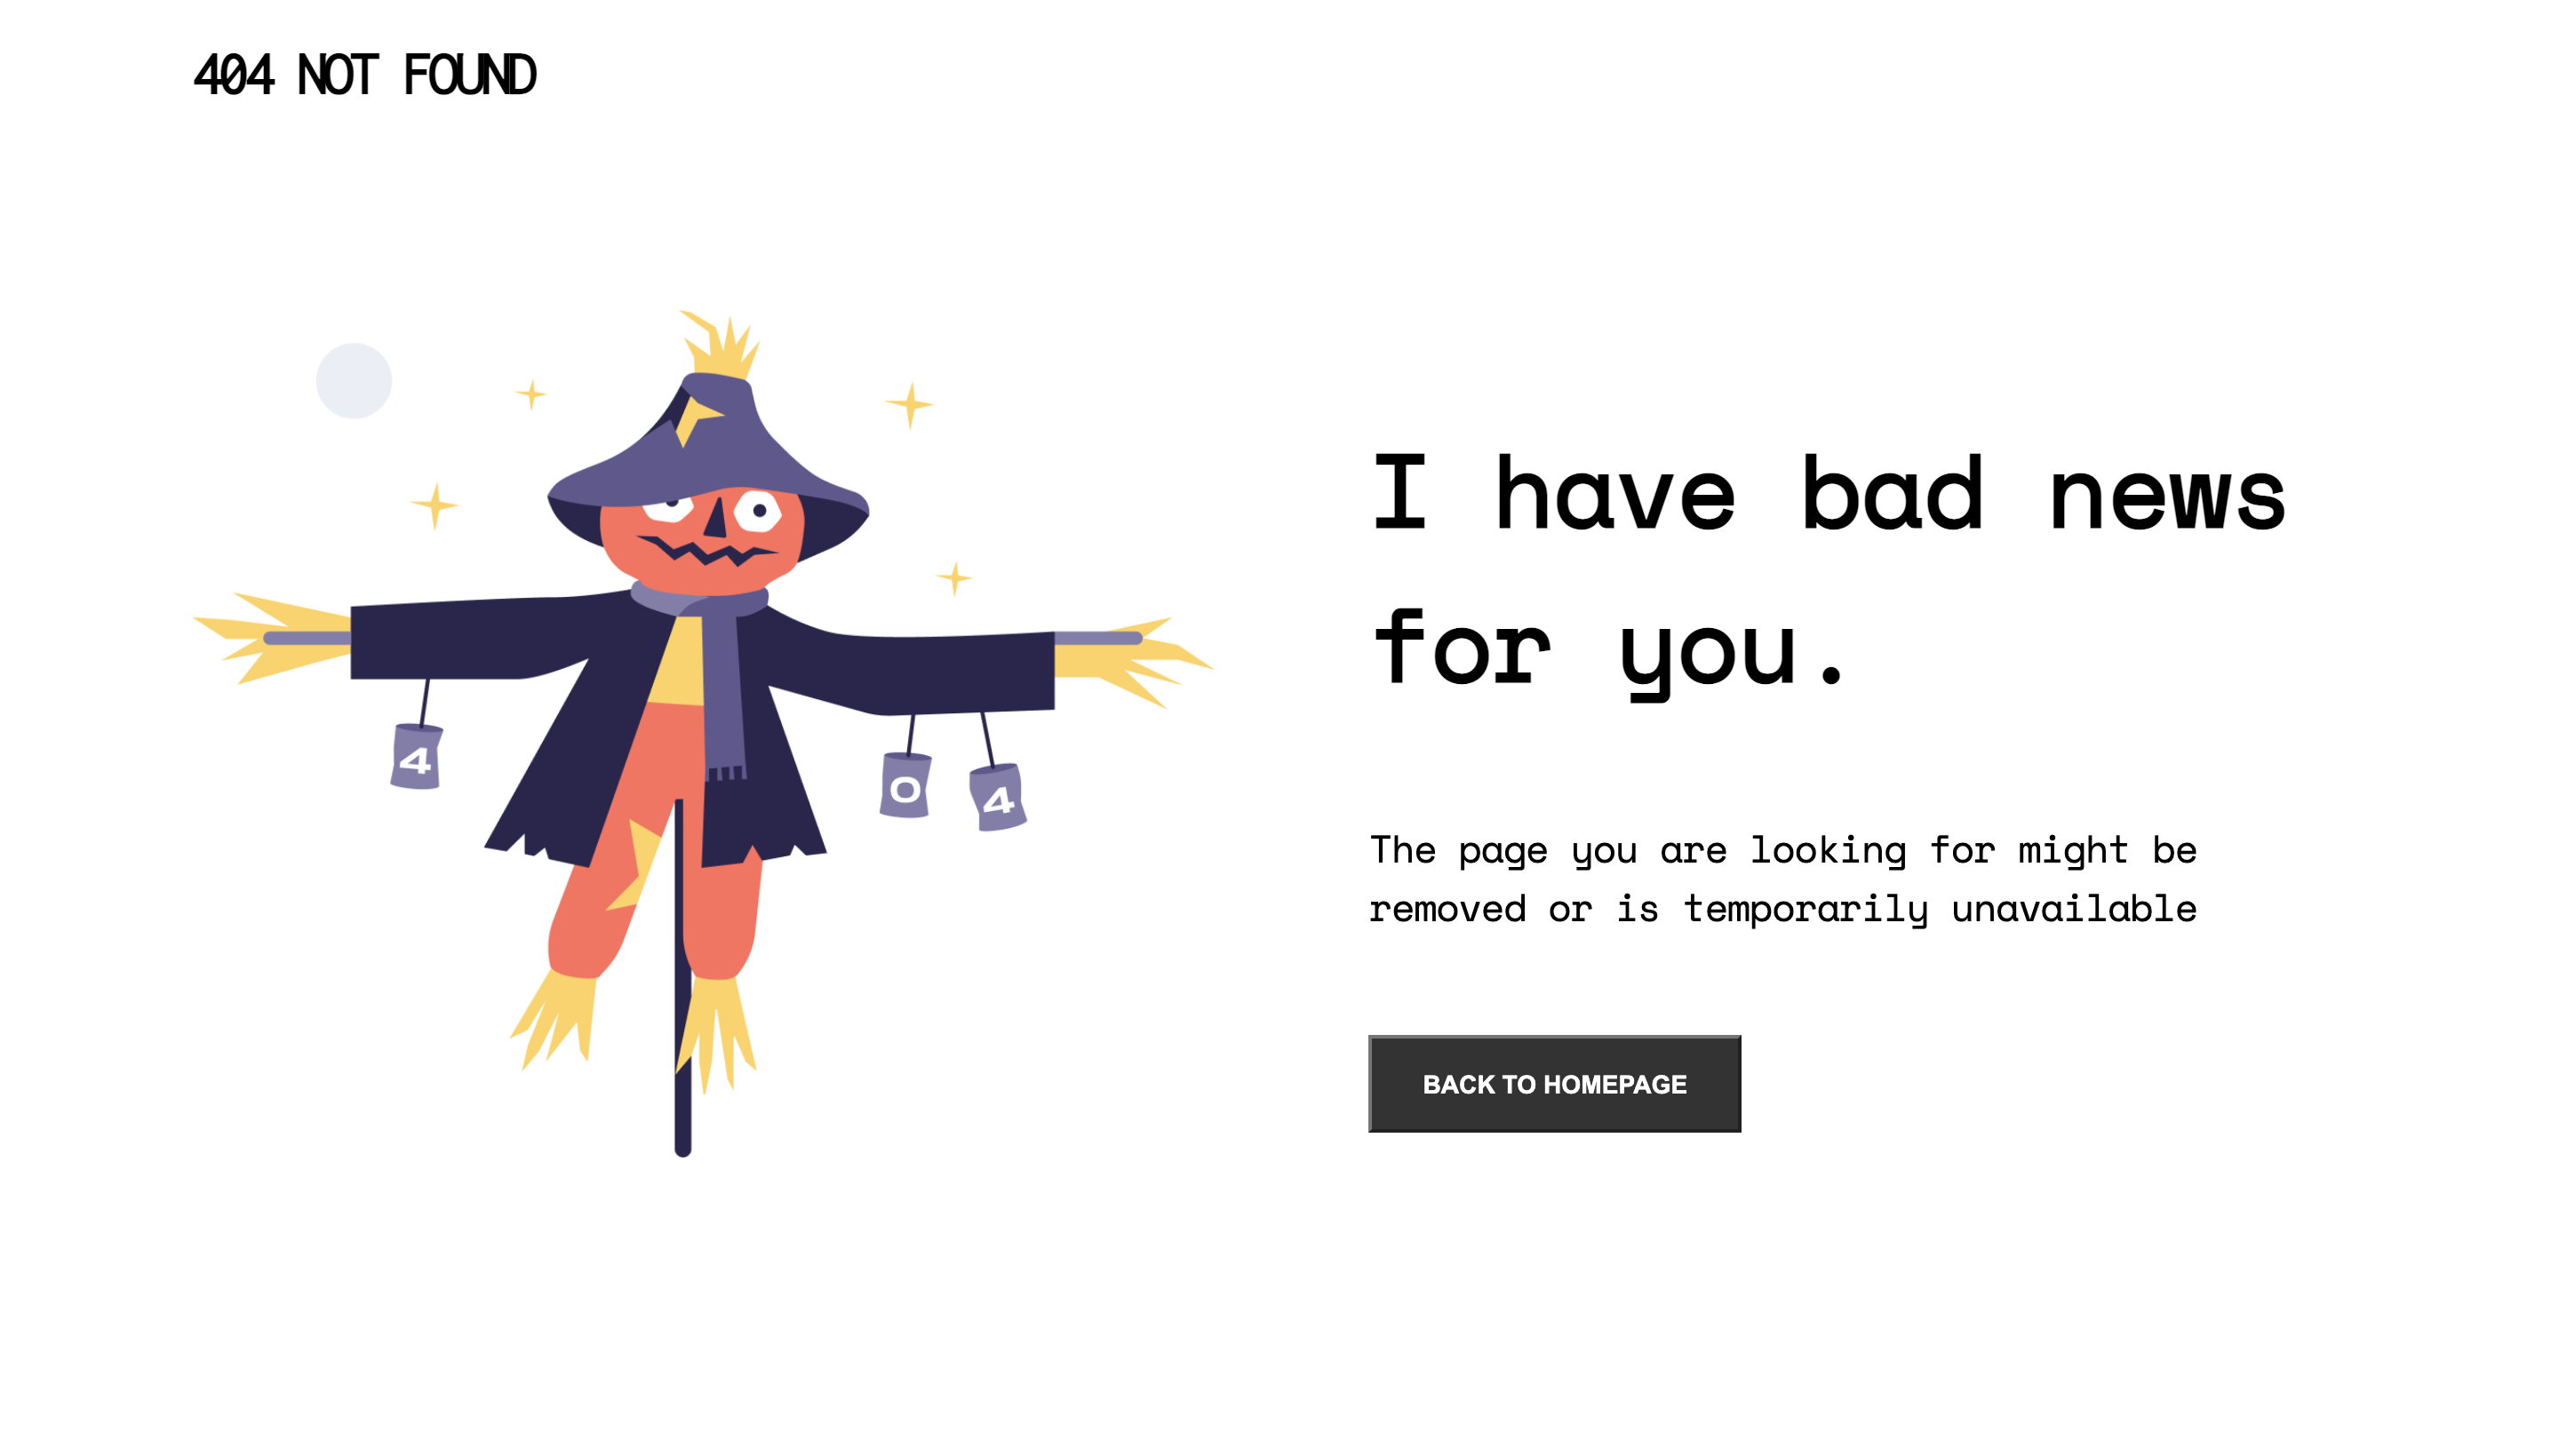 404 NOT FOUND
4
0
4
I have bad news
for you.
The page you are looking for might be
removed or is temporarily unavailable
BACK TO HOMEPAGE